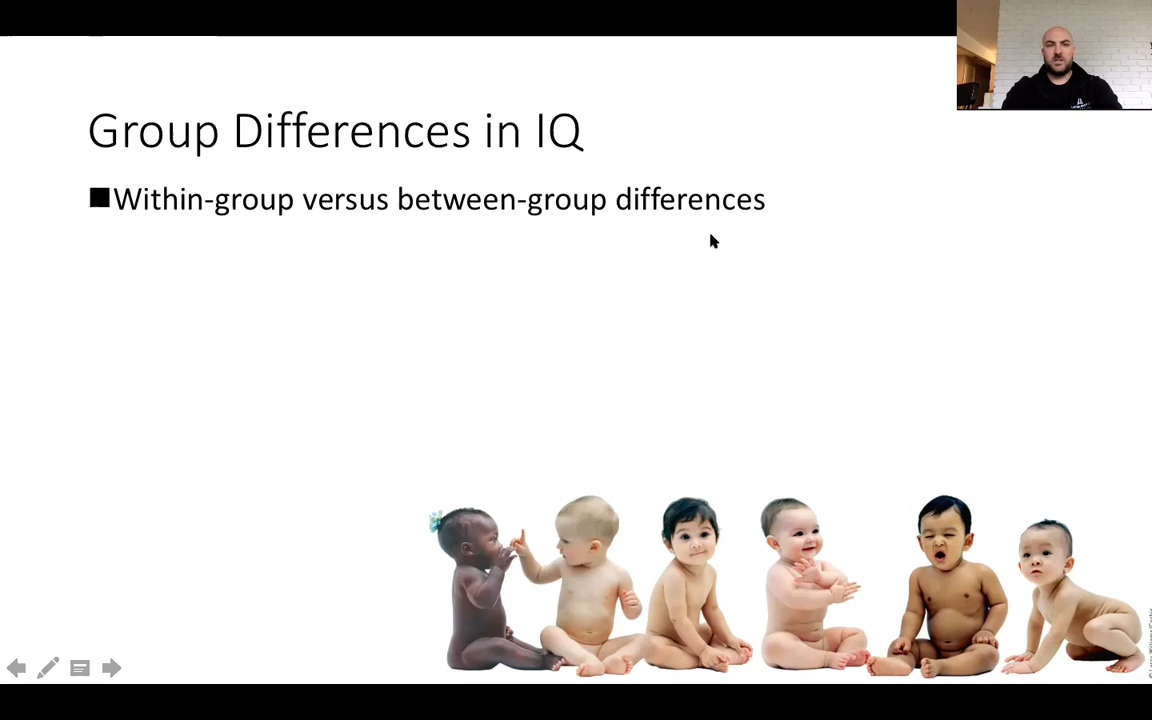 Group Differences in IQ
■Within-group versus between-group differences